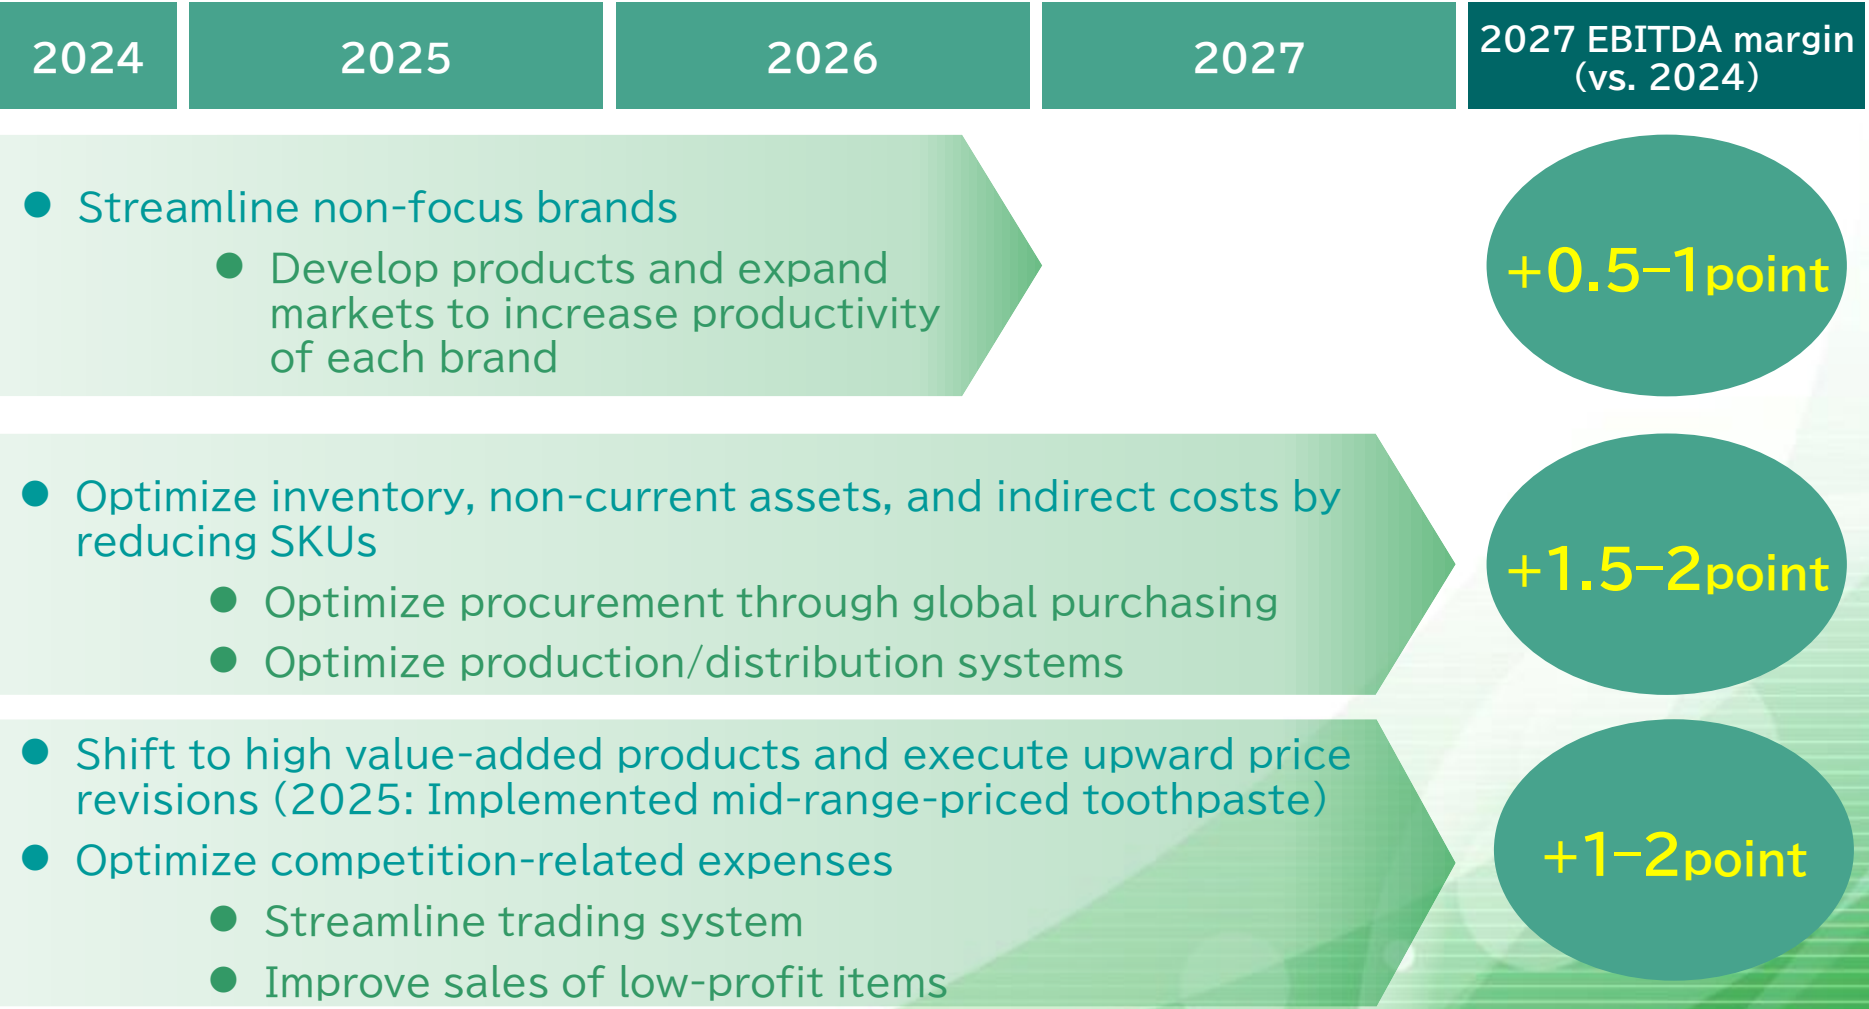 2024
2025
2026
2027
2027 EBITDA margin
(vs. 2024)
● Streamline non-focus brands
● Develop products and expand
markets to increase productivity
of each brand
+0.5–1point
● Optimize inventory, non-current assets, and indirect costs by
reducing SKUs
● Optimize procurement through global purchasing
● Optimize production/distribution systems
+1.5–2point
● Shift to high value-added products and execute upward price
revisions (2025: Implemented mid-range-priced toothpaste)
● Optimize competition-related expenses
● Streamline trading system
● Improve sales of low-profit items
+1–2point